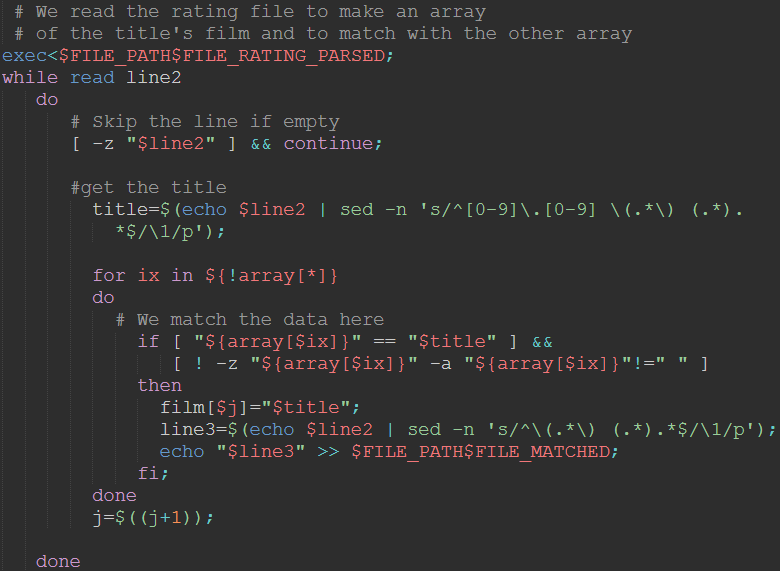 # We read the rating file to make an array
# of the title's film and to match with the other array
exec<$FILE_PATH$FILE_RATING_PARSED;
while read line2
do
# Skip the line if empty
[ -z "$line2" ] && continue;
#get the title
title=$(echo $line2 | sed -n 's/^[0-9]\.[0-9] \(.*\) (.*).
*$/\1/p');
for ix in ${!array[*]}
do
# We match the data here
if [ "${array[$ix]}" == "$title" ] &&
[ ! -z "${array[$ix]}" -a "${array[$ix]}"!=" " ]
then
film[$j]="$title";
line3=$(echo $line2 | sed -n 's/^\(.*\) (.*).*$/\1/p');
echo "$line3" >> $FILE_PATH$FILE_MATCHED;
fi;
done
j=$((j+1));
done